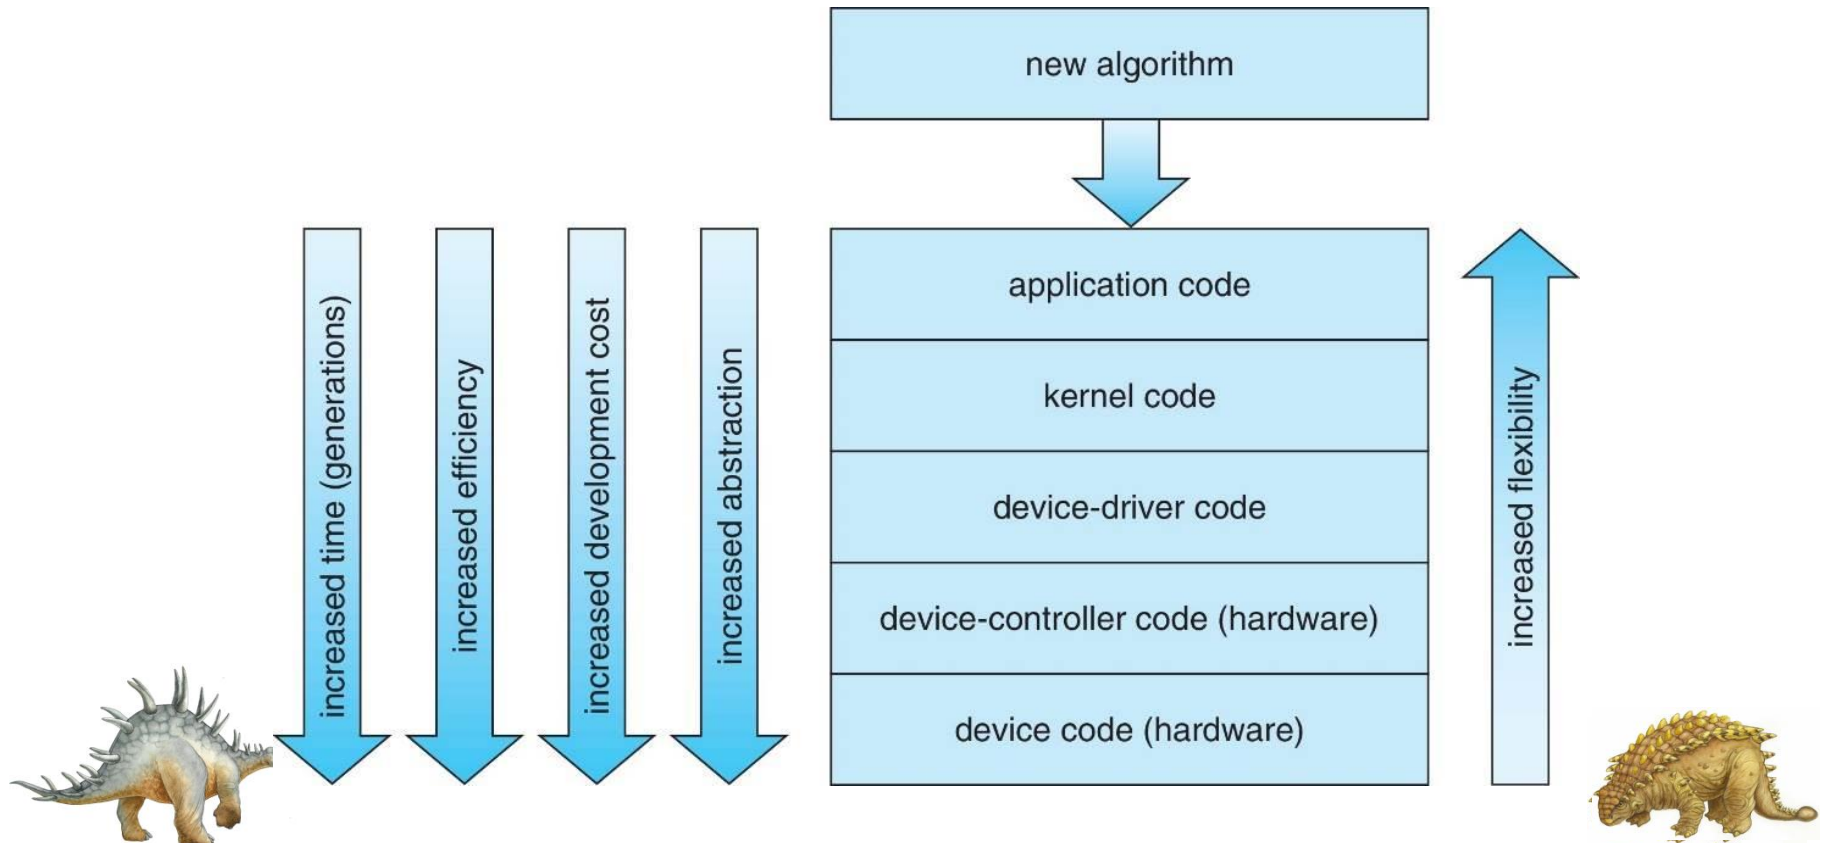 new algorithm
increased time (generations)
increased efficiency
increased development cost
increased abstraction
application code
kernel code
device-driver code
device-controller code (hardware)
device code (hardware)
increased flexibility